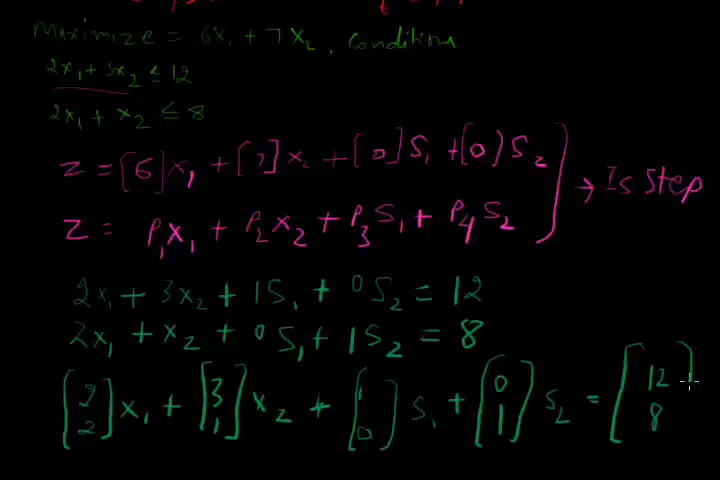 Maximize = 6x₁ + 7x₂, Conditions
2x₁ + 3x₂ ≤ 12
2x₁ + x₂ ≤ 8
Z = [6]x₁ + [7]x₂ + [0]S₁ + [0]S₂
→ Is step
Z = P₁x₁ + P₂x₂ + P₃S₁ + P₄S₂
2x₁ + 3x₂ + 1S₁ + 0S₂ = 12
2x₁ + x₂ + 0S₁ + 1S₂ = 8
[2 2] x₁ + [3 1] x₂ + [1 0] S₁ + [0 1] S₂ = [12 8]